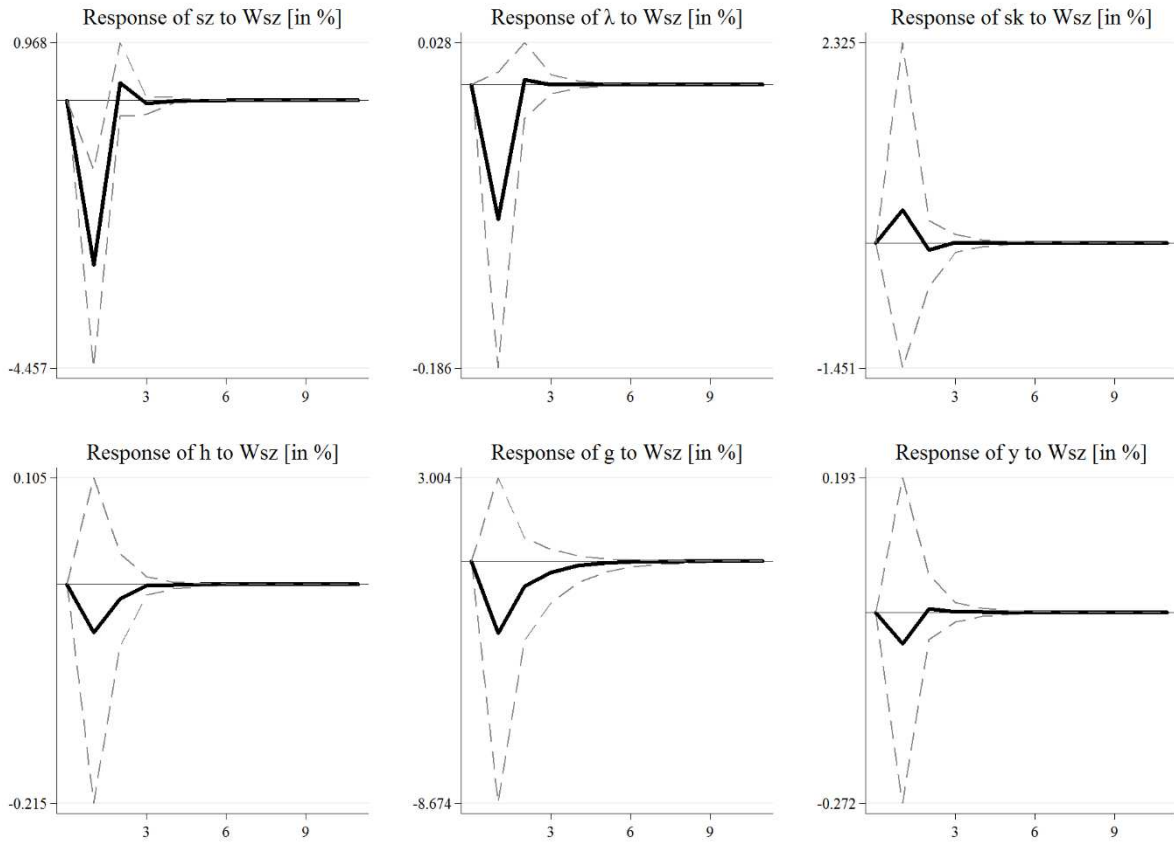 Response of sz to Wsz [in %]
0.968
-4.457
3 6 9
Response of λ to Wsz [in %]
0.028
-0.186
3 6 9
Response of sk to Wsz [in %]
2.325
-1.451
3 6 9
Response of h to Wsz [in %]
0.105
-0.215
3 6 9
Response of g to Wsz [in %]
3.004
-8.674
3 6 9
Response of y to Wsz [in %]
0.193
-0.272
3 6 9